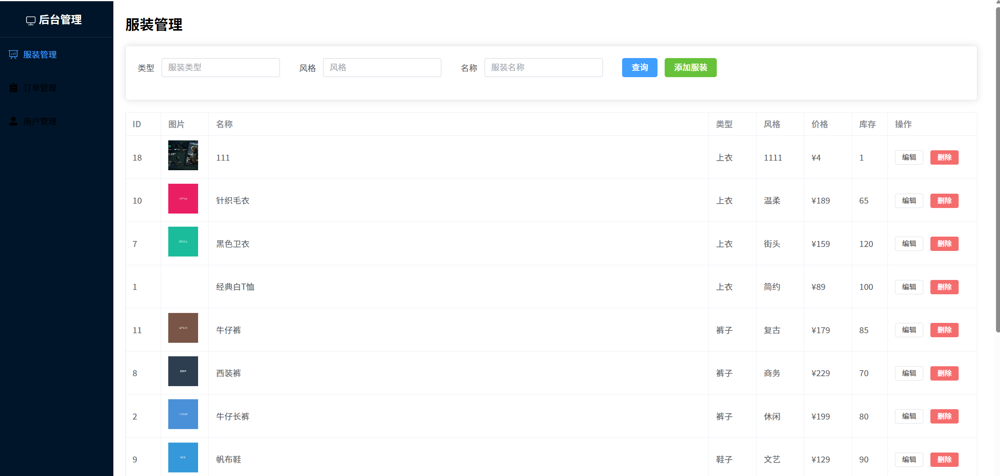 后台管理
服装管理
订单管理
用户管理
服装管理
类型 服装类型 风格 风格 名称 服装名称 查询 添加服装
ID 图片 名称 类型 风格 价格 库存 操作
18 111 上衣 1111 ¥4 1 编辑 删除
10 针织毛衣 上衣 温柔 ¥189 65 编辑 删除
7 黑色卫衣 上衣 街头 ¥159 120 编辑 删除
1 经典白T恤 上衣 简约 ¥89 100 编辑 删除
11 牛仔裤 裤子 复古 ¥179 85 编辑 删除
8 西装裤 西装裤 裤子 商务 ¥229 70 编辑 删除
2 牛仔长裤 牛仔长裤 裤子 休闲 ¥199 80 编辑 删除
9 帆布鞋 鞋子 文艺 ¥129 90 编辑 删除